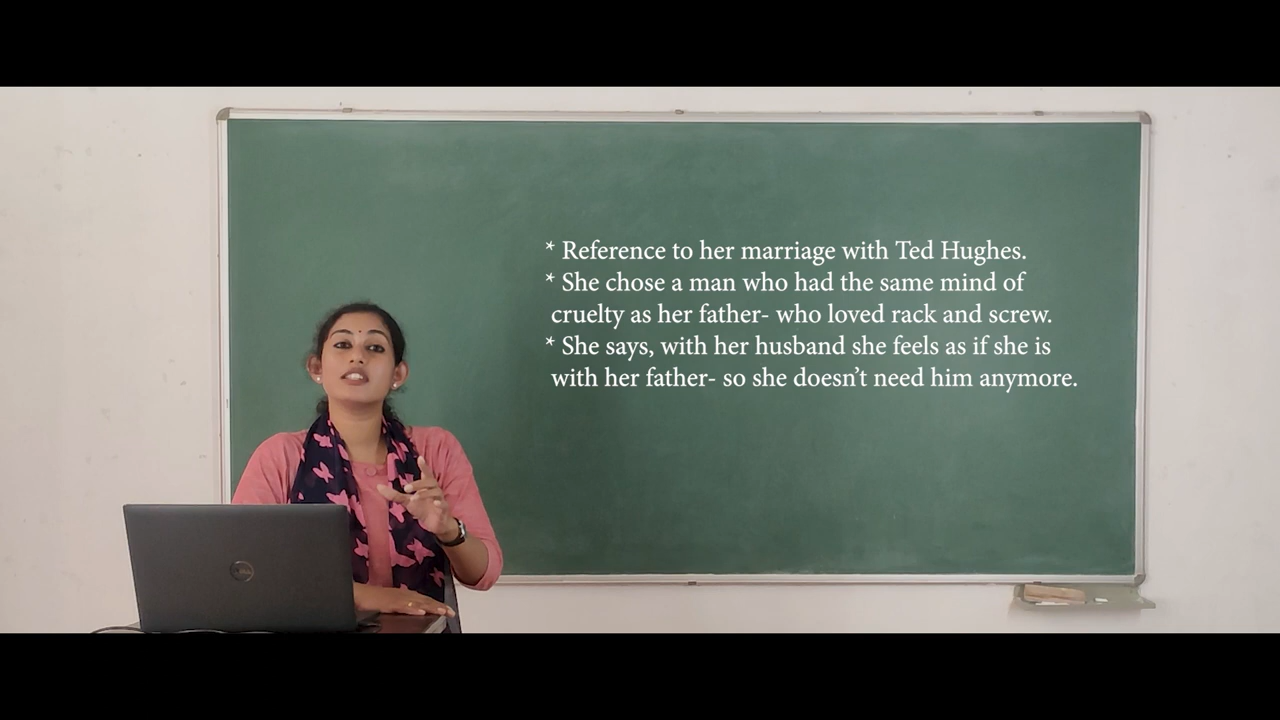 * Reference to her marriage with Ted Hughes.
* She chose a man who had the same mind of
cruelty as her father- who loved rack and screw.
* She says, with her husband she feels as if she is
with her father- so she doesn’t need him anymore.